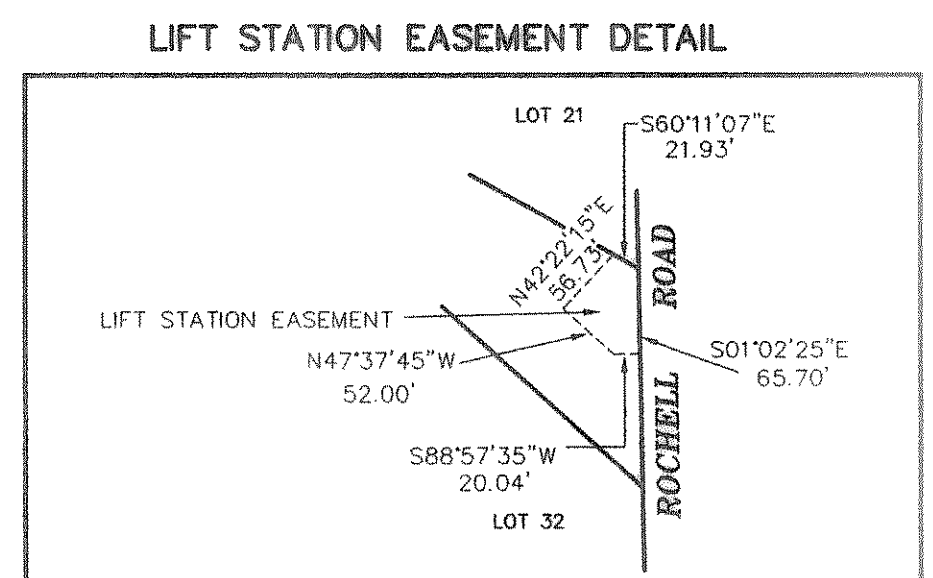 LIFT STATION EASEMENT DETAIL
LOT 21
S60°11'07"E
21.93'
N42°22'15"E
56.73'
ROCHELL ROAD
LIFT STATION EASEMENT
N47°37'45"W
52.00'
S01°02'25"E
65.70'
S88°57'35"W
20.04'
LOT 32